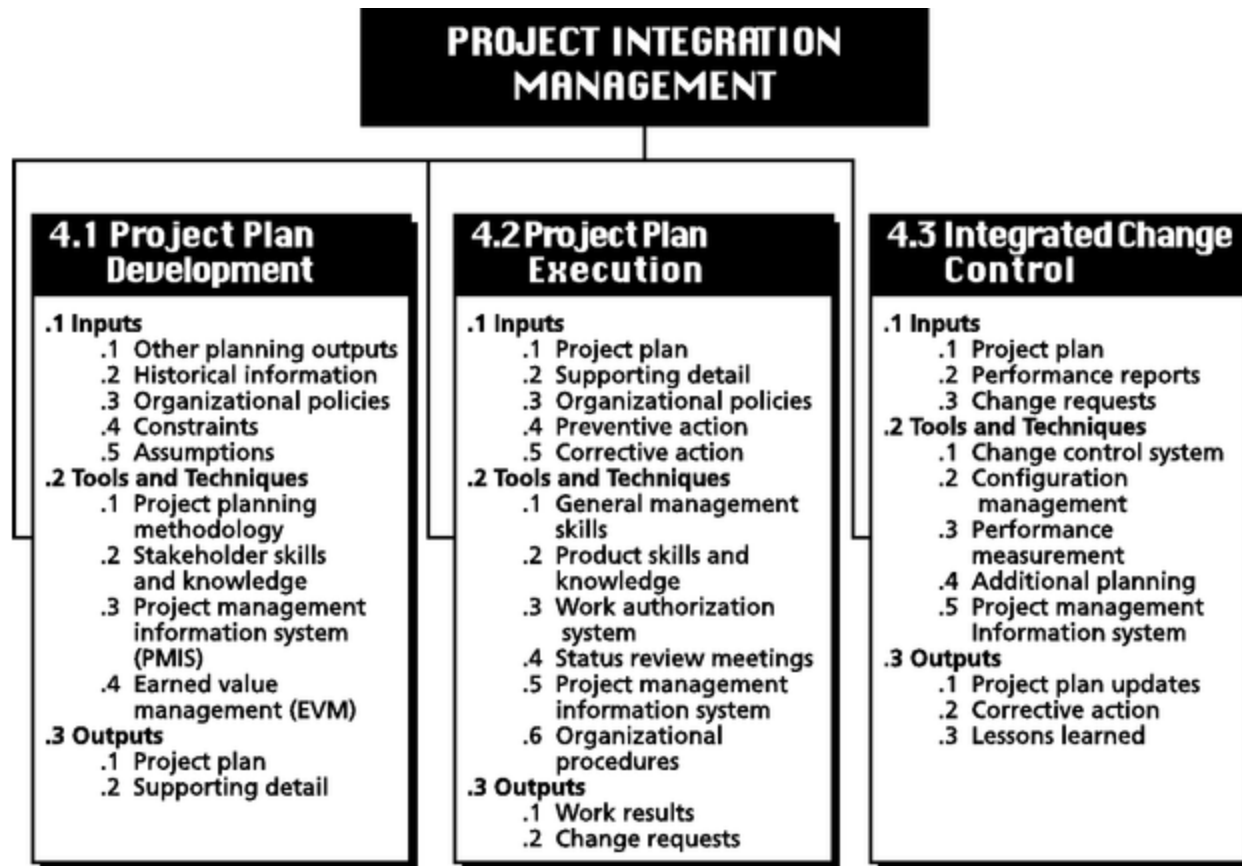 PROJECT INTEGRATION
MANAGEMENT
4.1 Project Plan
Development
.1 Inputs
.1 Other planning outputs
.2 Historical information
.3 Organizational policies
.4 Constraints
.5 Assumptions
.2 Tools and Techniques
.1 Project planning
methodology
.2 Stakeholder skills
and knowledge
.3 Project management
information system
(PMIS)
.4 Earned value
management (EVM)
.3 Outputs
.1 Project plan
.2 Supporting detail
4.2 Project Plan
Execution
.1 Inputs
.1 Project plan
.2 Supporting detail
.3 Organizational policies
.4 Preventive action
.5 Corrective action
.2 Tools and Techniques
.1 General management
skills
.2 Product skills and
knowledge
.3 Work authorization
system
.4 Status review meetings
.5 Project management
information system
.6 Organizational
procedures
.3 Outputs
.1 Work results
.2 Change requests
4.3 Integrated Change
Control
.1 Inputs
.1 Project plan
.2 Performance reports
.3 Change requests
.2 Tools and Techniques
.1 Change control system
.2 Configuration
management
.3 Performance
measurement
.4 Additional planning
.5 Project management
Information system
.3 Outputs
.1 Project plan updates
.2 Corrective action
.3 Lessons learned